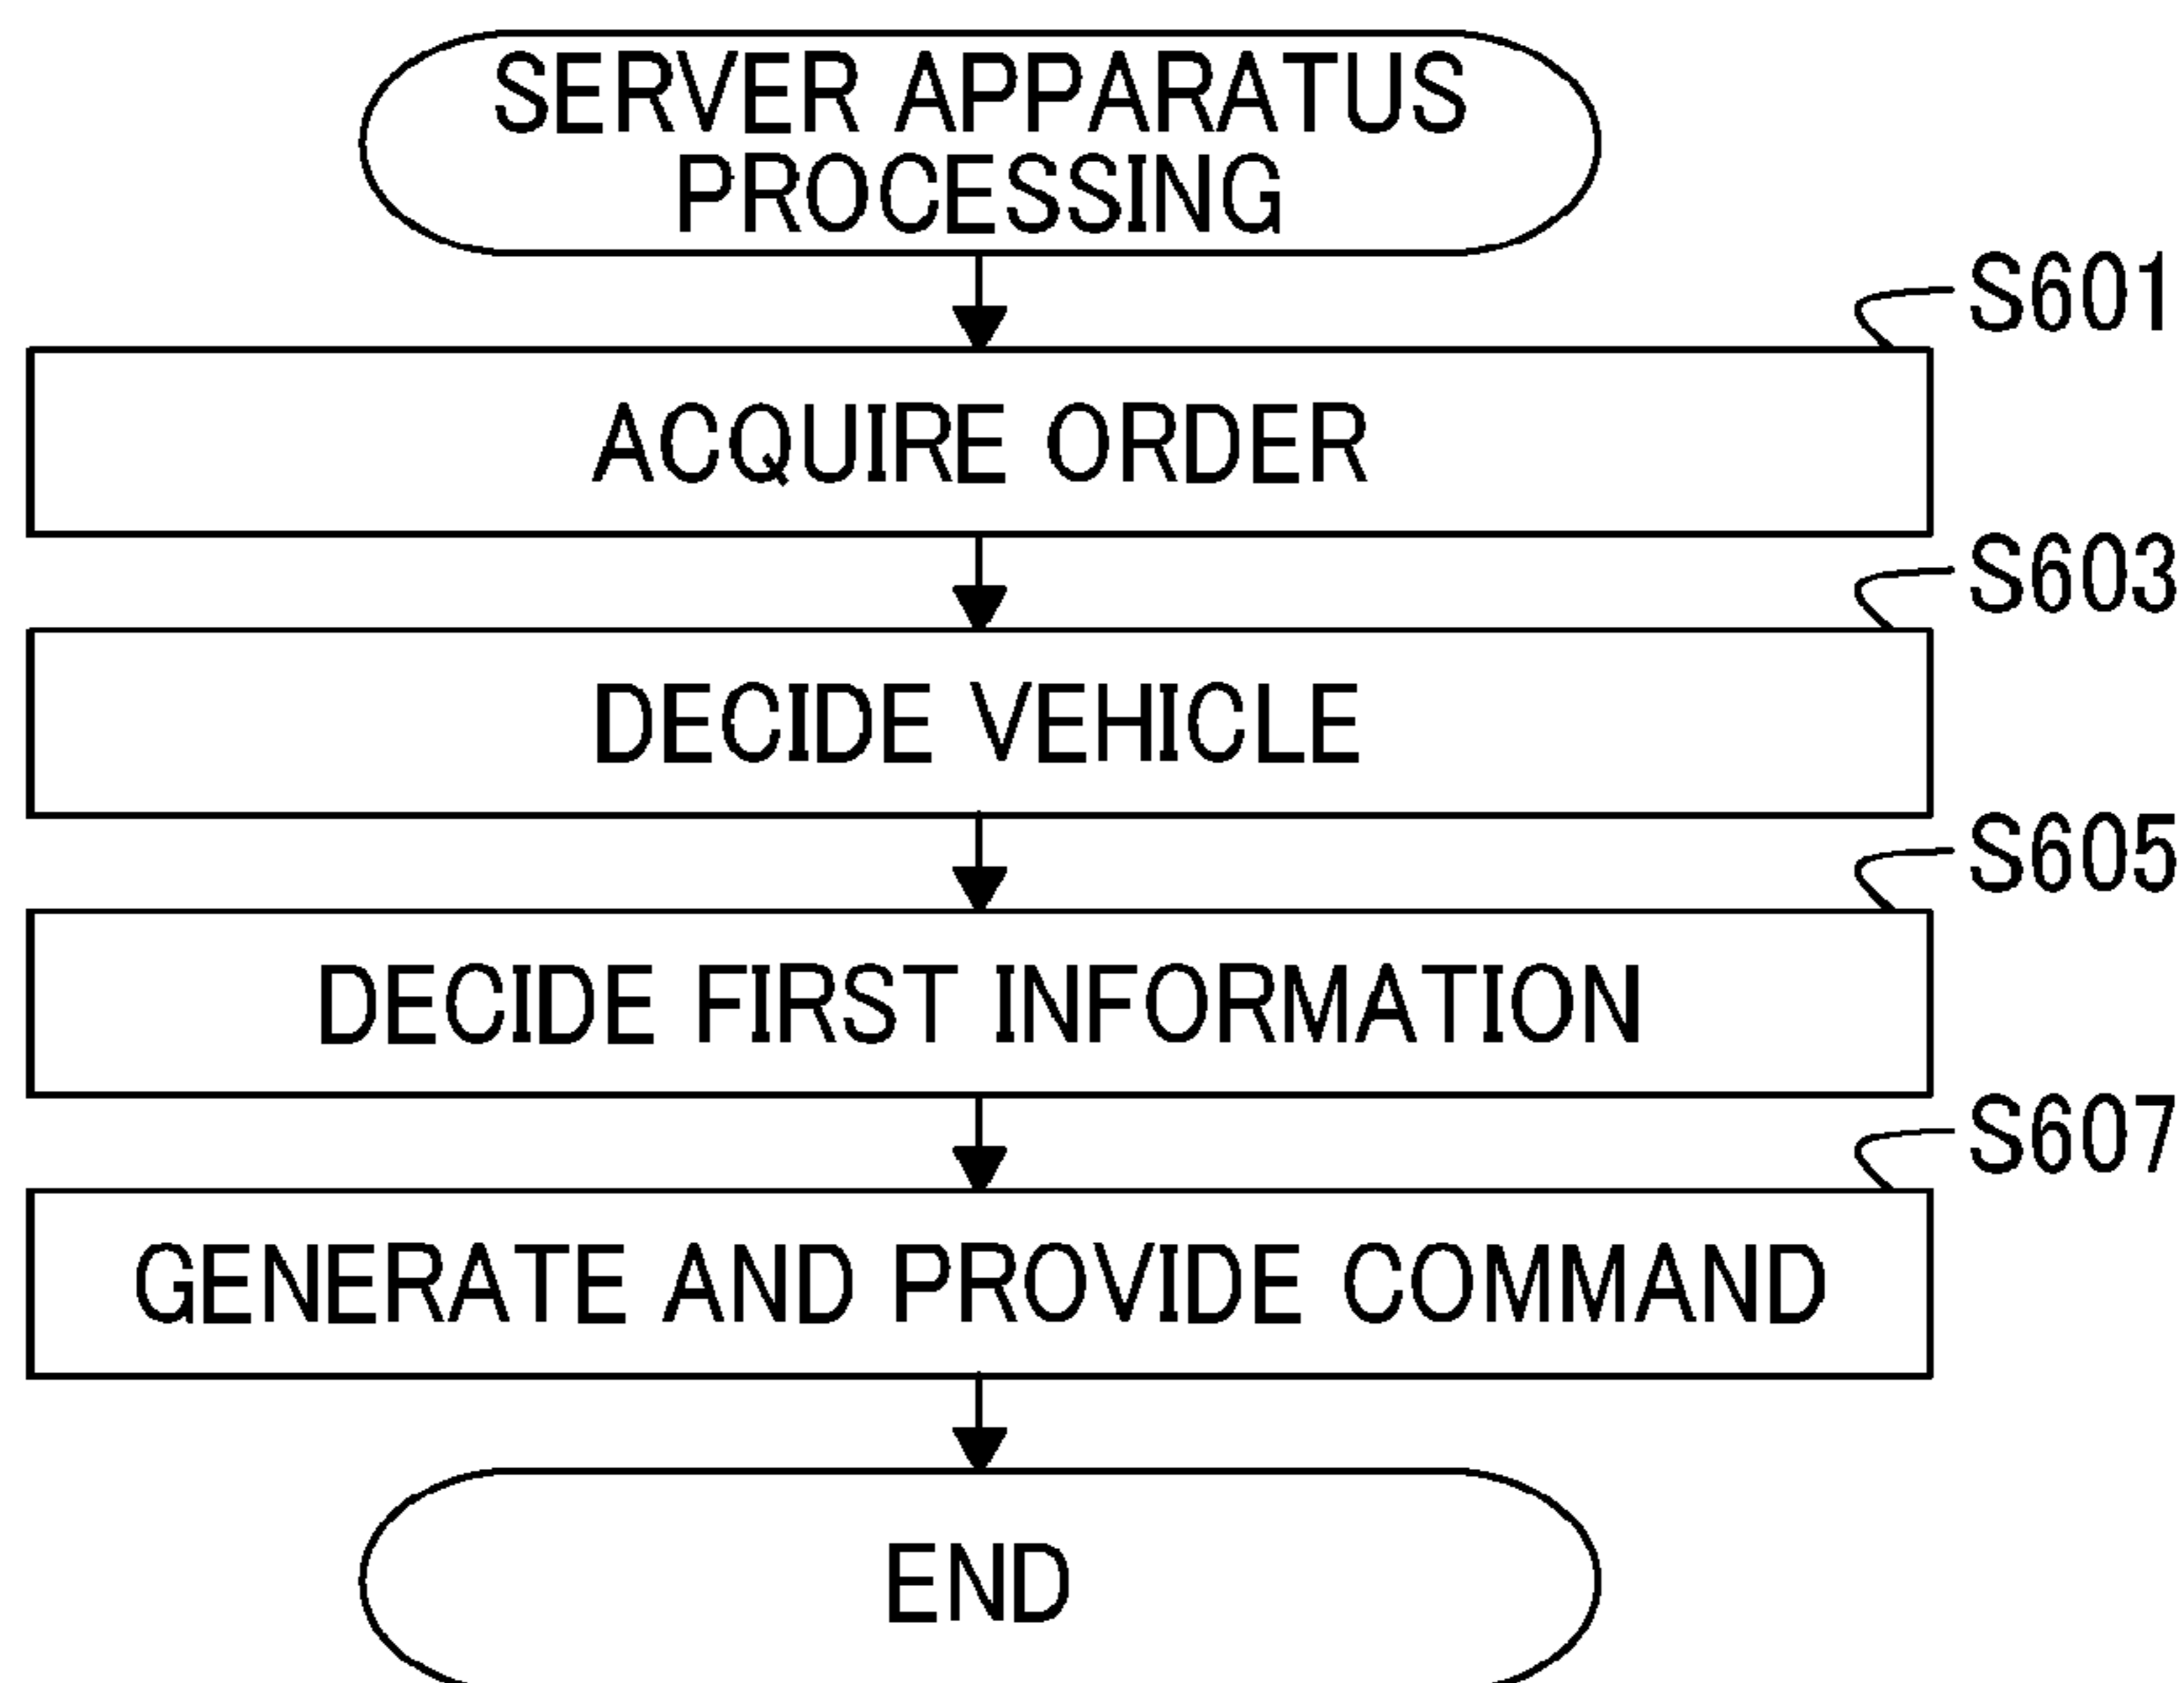 SERVER APPARATUS
PROCESSING
S601
ACQUIRE ORDER
S603
DECIDE VEHICLE
S605
DECIDE FIRST INFORMATION
S607
GENERATE AND PROVIDE COMMAND
END